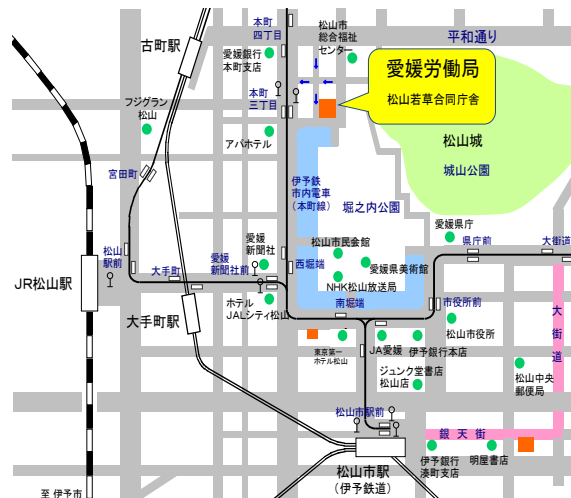 本町
四丁目
松山市
総合福祉
センター
平和通り
古町駅
愛媛銀行
本町支店
愛媛労働局
松山若草合同庁舎
フジグラン
松山
本町
三丁目
アパホテル
松山城
城山公園
宮田町
伊予鉄
市内電車
（本町線）
堀之内公園
愛媛県庁
県庁前
大街道
松山
駅前
愛媛
新聞社
愛媛
新聞社前
大手町
西堀端
松山市民会館
愛媛県美術館
NHK松山放送局
JR松山駅
ホテル
JALシティ松山
南堀端
市役所前
大手町駅
松山市役所
大街道
東京第一
ホテル松山
JA愛媛
伊予銀行本店
ジュンク堂書店
松山店
松山中央
郵便局
松山市駅前
銀天街
松山市駅
（伊予鉄道）
伊予銀行
湊町支店
明屋書店
至 伊予市